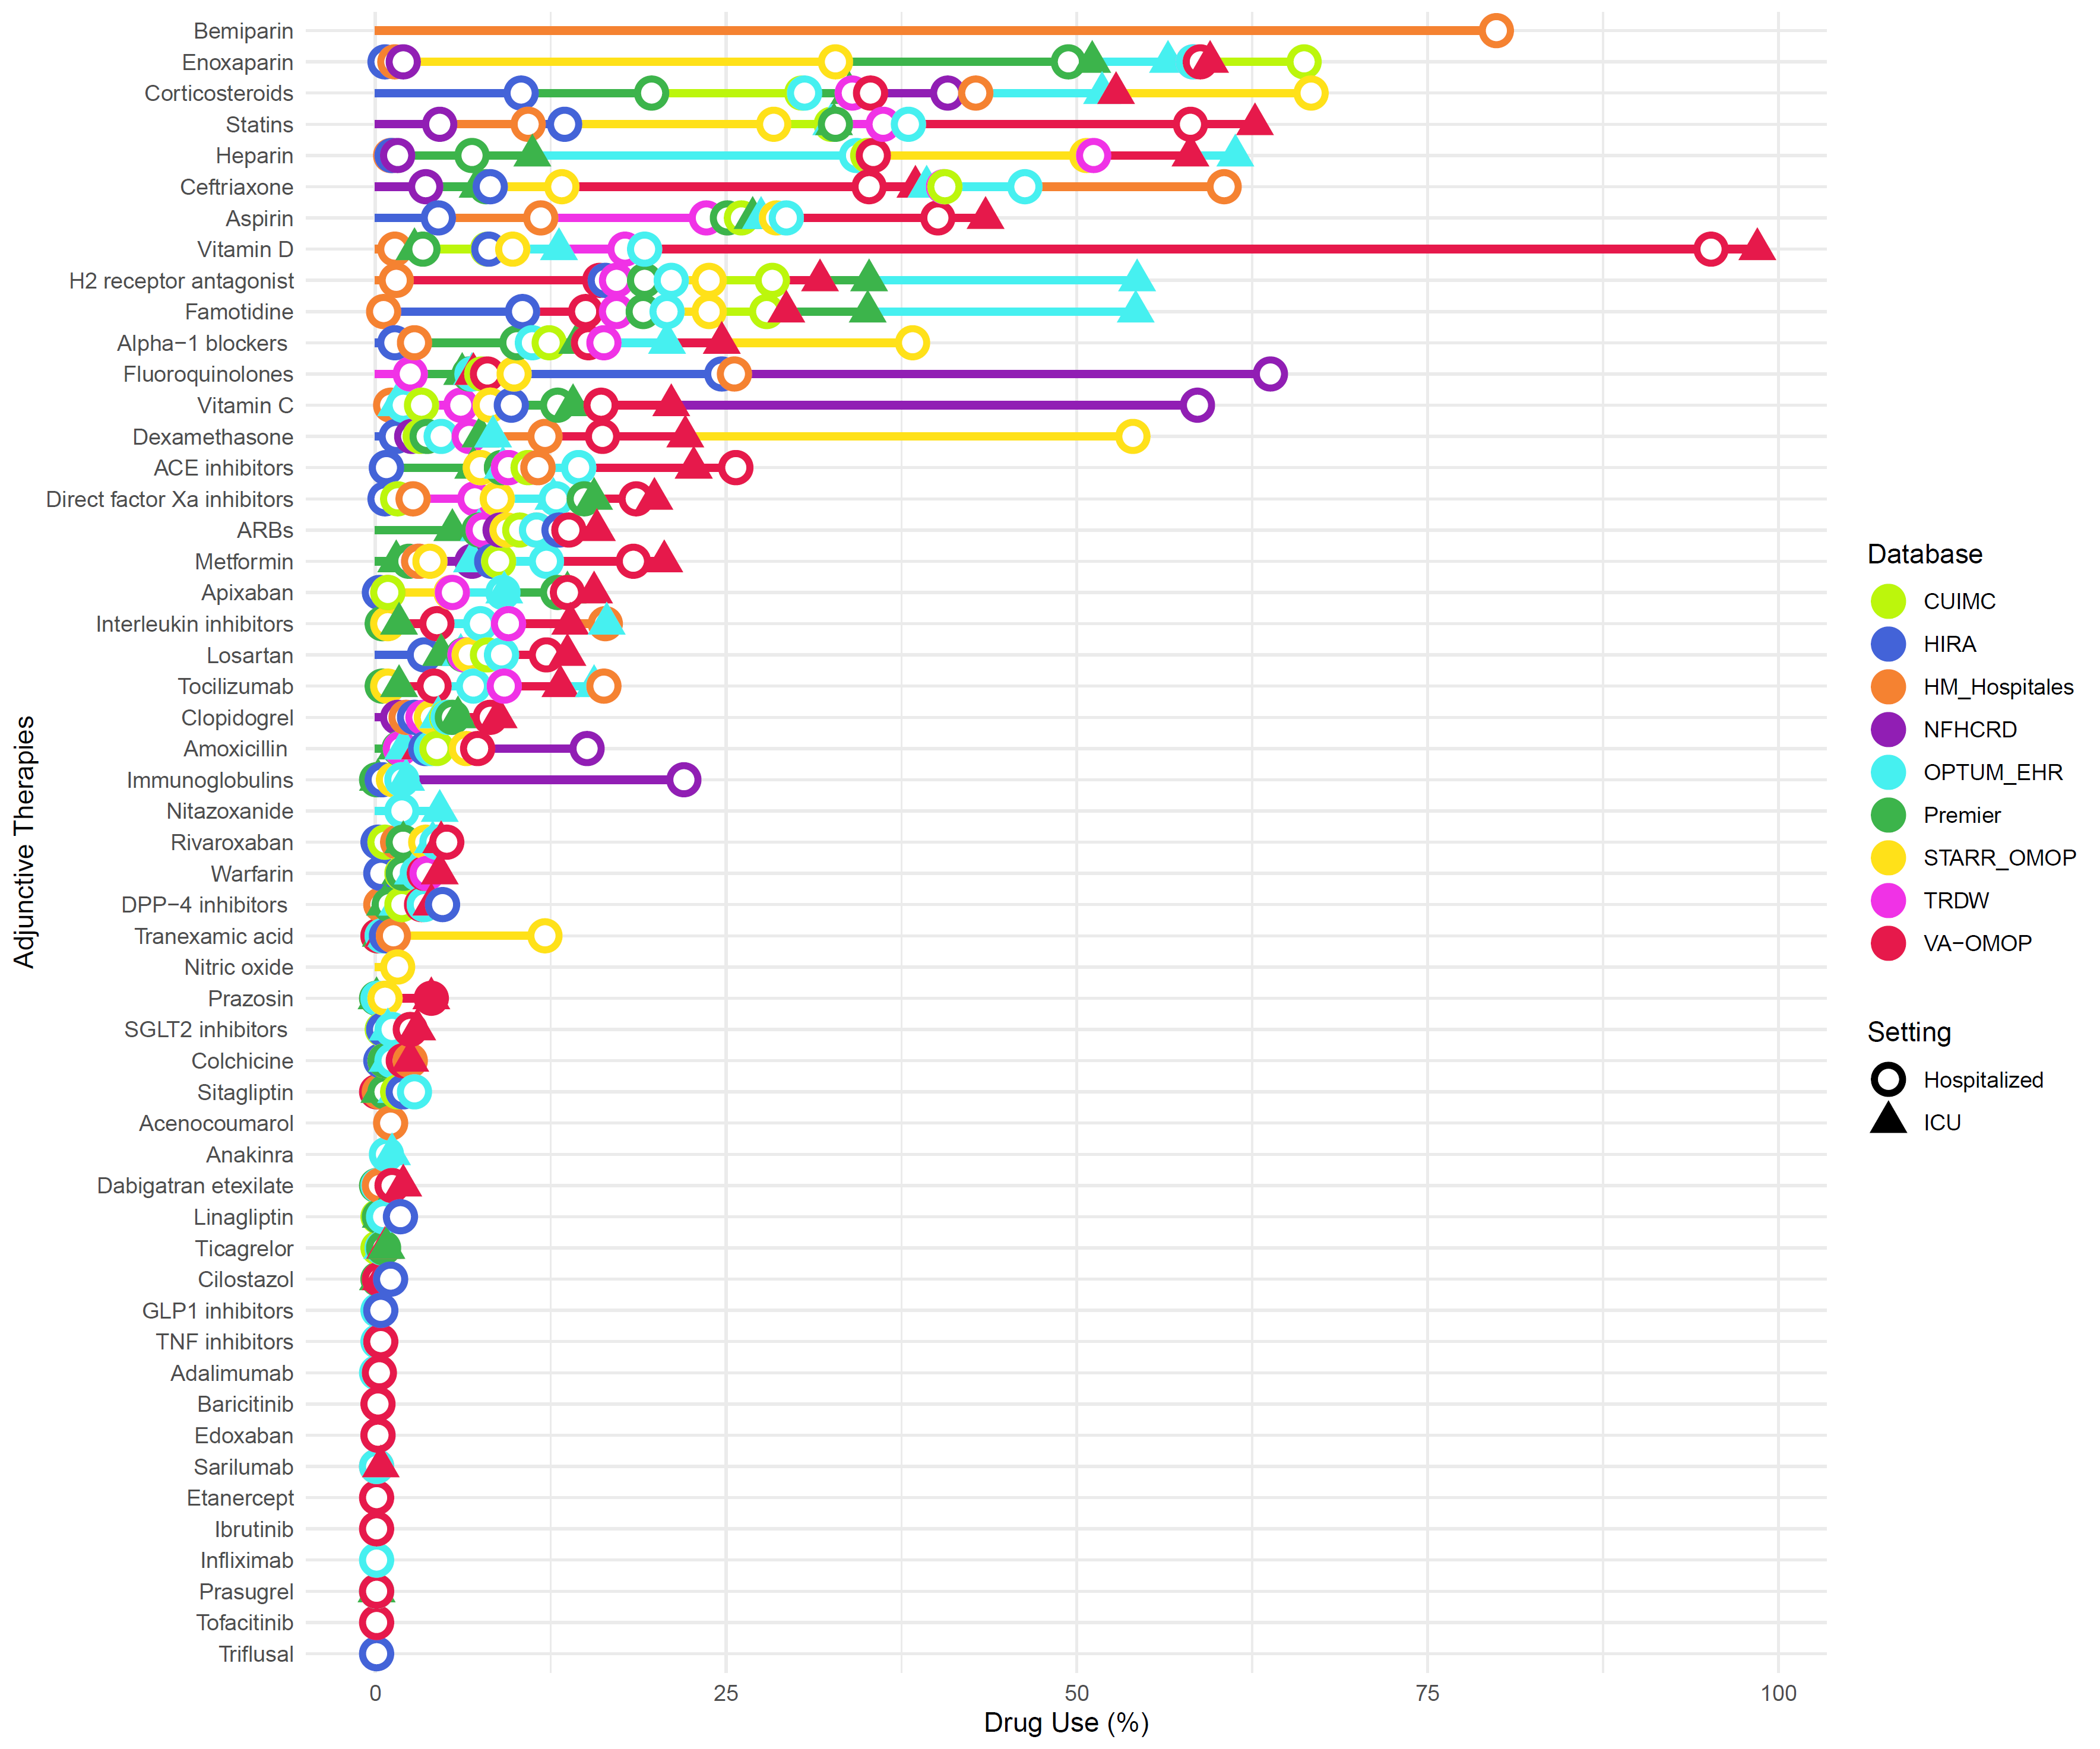 Bemiparin
Enoxaparin
Corticosteroids
Statins
Heparin
Ceftriaxone
Aspirin
Vitamin D
H2 receptor antagonist
Famotidine
Alpha−1 blockers
Fluoroquinolones
Vitamin C
Dexamethasone
ACE inhibitors
Direct factor Xa inhibitors
ARBs
Metformin
Apixaban
Interleukin inhibitors
Losartan
Tocilizumab
Clopidogrel
Amoxicillin
Immunoglobulins
Nitazoxanide
Rivaroxaban
Warfarin
DPP−4 inhibitors
Tranexamic acid
Nitric oxide
Prazosin
SGLT2 inhibitors
Colchicine
Sitagliptin
Acenocoumarol
Anakinra
Dabigatran etexilate
Linagliptin
Ticagrelor
Cilostazol
GLP1 inhibitors
TNF inhibitors
Adalimumab
Baricitinib
Edoxaban
Sarilumab
Etanercept
Ibrutinib
Infliximab
Prasugrel
Tofacitinib
Triflusal
Adjunctive Therapies
0 25 50 75 100
Drug Use (%)
Database
CUIMC
HIRA
HM_Hospitales
NFHCRD
OPTUM_EHR
Premier
STARR_OMOP
TRDW
VA−OMOP
Setting
Hospitalized
ICU